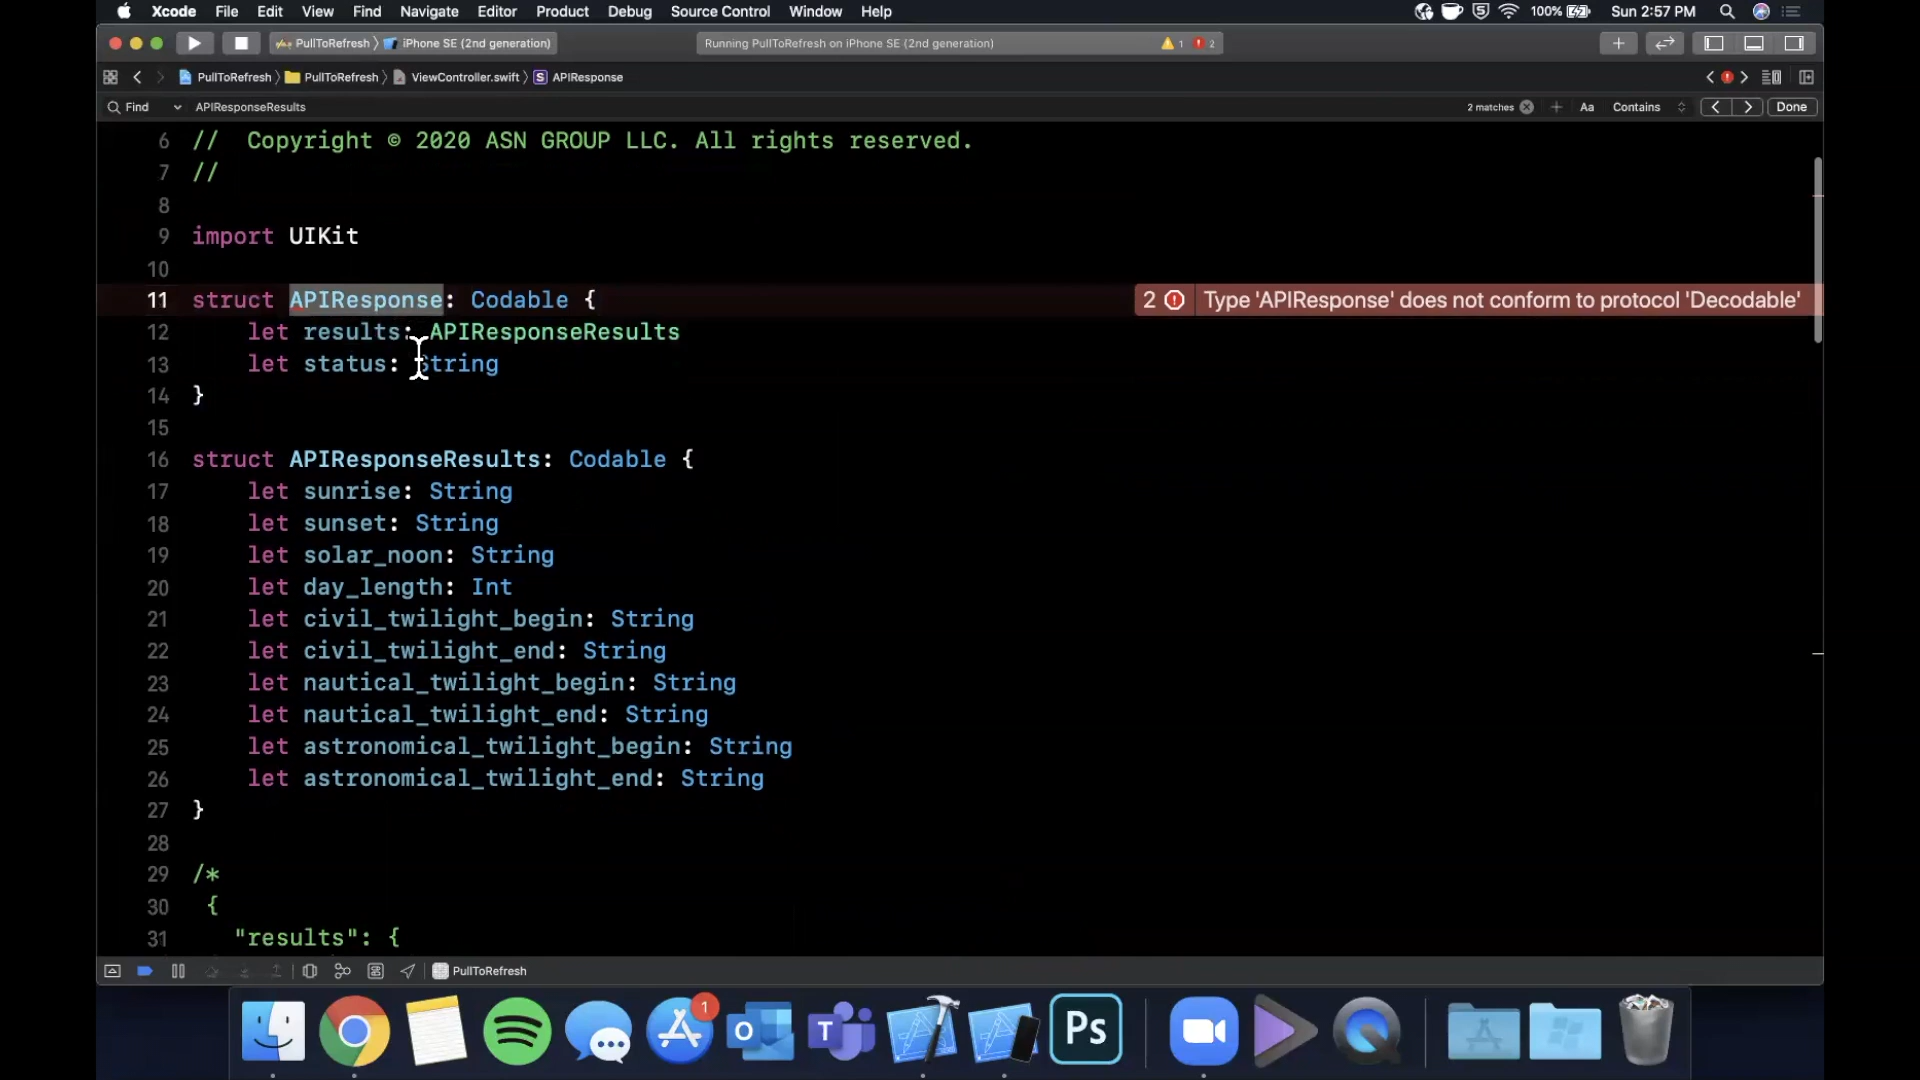 Xcode File Edit View Find Navigate Editor Product Debug Source Control Window Help 100% Sun 2:57 PM
PullToRefresh iPhone SE (2nd generation) Running PullToRefresh on iPhone SE (2nd generation) 1 2
PullToRefresh PullToRefresh ViewController.swift S APIResponse
Find APIResponseResults 2 matches Aa Contains Done
6 // Copyright © 2020 ASN GROUP LLC. All rights reserved.
7 //
8
9 import UIKit
10
11 struct APIResponse: Codable { 2 Type 'APIResponse' does not conform to protocol 'Decodable'
12 let results: APIResponseResults
13 let status: String
14 }
15
16 struct APIResponseResults: Codable {
17 let sunrise: String
18 let sunset: String
19 let solar_noon: String
20 let day_length: Int
21 let civil_twilight_begin: String
22 let civil_twilight_end: String
23 let nautical_twilight_begin: String
24 let nautical_twilight_end: String
25 let astronomical_twilight_begin: String
26 let astronomical_twilight_end: String
27 }
28
29 /*
30 {
31 "results": {
PullToRefresh
1
O
T
Ps